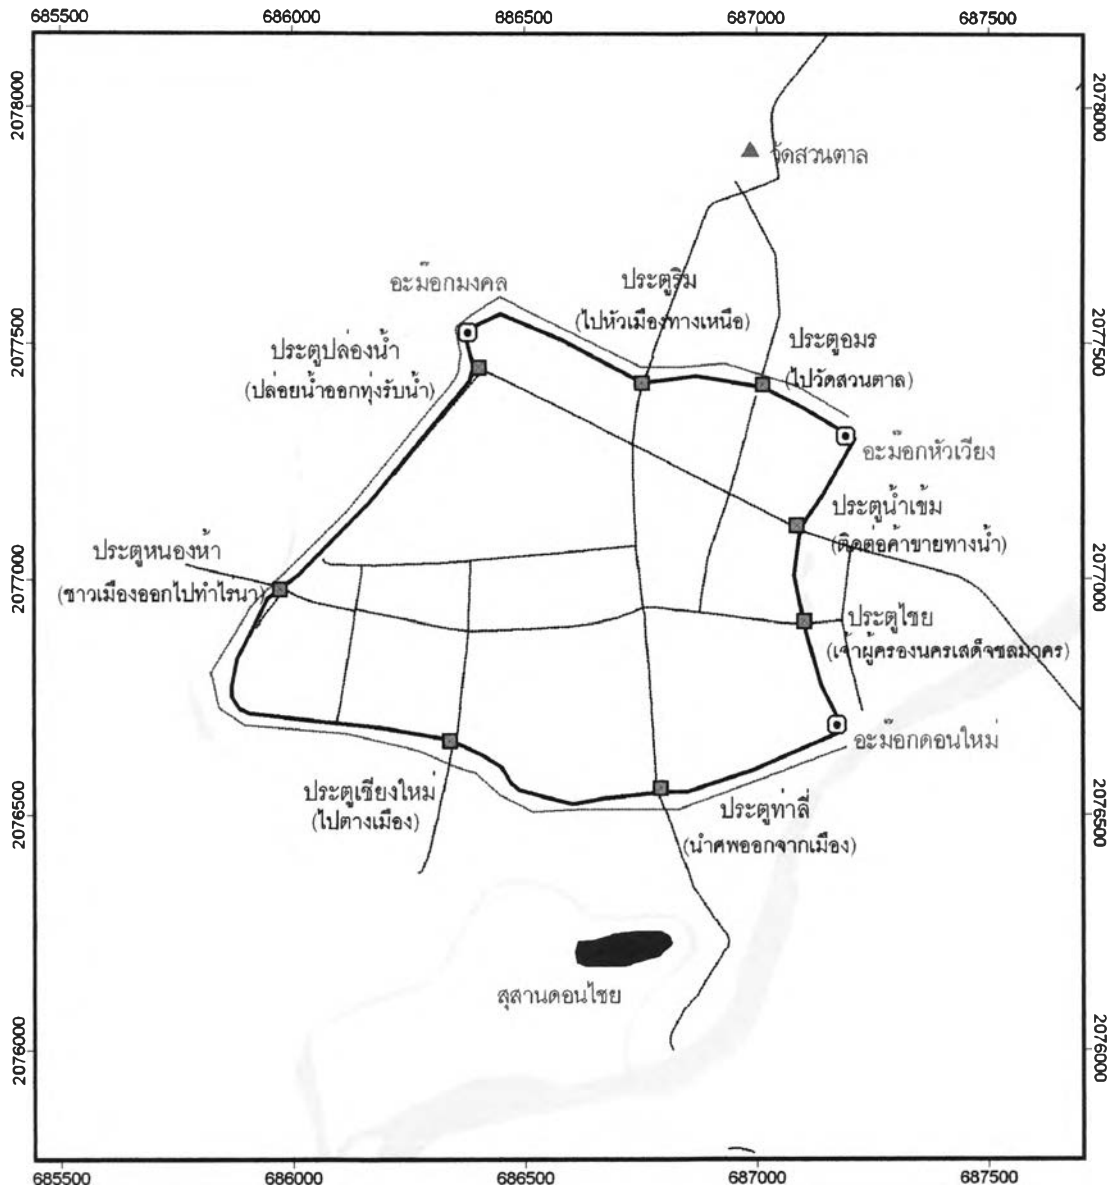 685500 686000 686500 687000 687500
2078000
2078000
วัดสวนตาล
อะม๊อกมงคล
ประตูริม
(ไปหัวเมืองทางเหนือ)
2077500
2077500
ประตูปล่องน้ำ
(ปล่อยน้ำออกทุ่งรับน้ำ)
ประตูอมร
(ไปวัดสวนตาล)
อะม๊อกหัวเวียง
ประตูน้ำเข้ม
(ติดต่อค้าขายทางน้ำ)
ประตูหนองห้า
(ชาวเมืองออกไปทำไร่นา)
2077000
2077000
ประตูไชย
(เจ้าผู้ครองนครเสด็จชลมาคร)
อะม๊อกดอนใหม่
ประตูเชียงใหม่
(ไปตางเมือง)
ประตูท่าลี่
(นำศพออกจากเมือง)
2076500
2076500
สุสานดอนไชย
2076000
2076000
685500 686000 686500 687000 687500